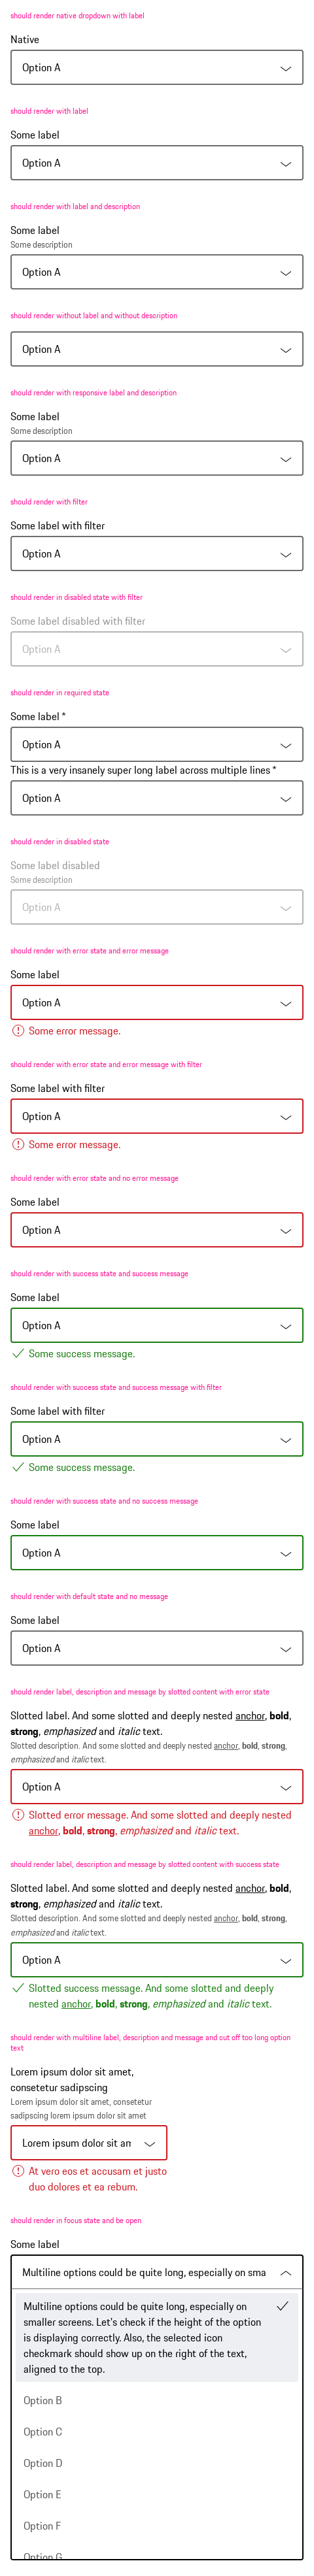 should render native dropdown with label
Native
Option A
should render with label
Some label
Option A
should render with label and description
Some label
Some description
Option A
should render without label and without description
Option A
should render with responsive label and description
Some label
Some description
Option A
should render with filter
Some label with filter
Option A
should render in disabled state with filter
Some label disabled with filter
Option A
should render in required state
Some label *
Option A
This is a very insanely super long label across multiple lines *
Option A
should render in disabled state
Some label disabled
Some description
Option A
should render with error state and error message
Some label
Option A
Some error message.
should render with error state and error message with filter
Some label with filter
Option A
Some error message.
should render with error state and no error message
Some label
Option A
should render with success state and success message
Some label
Option A
Some success message.
should render with success state and success message with filter
Some label with filter
Option A
Some success message.
should render with success state and no success message
Some label
Option A
should render with default state and no message
Some label
Option A
should render label, description and message by slotted content with error state
Slotted label. And some slotted and deeply nested anchor, bold,
strong, emphasized and italic text.
Slotted description. And some slotted and deeply nested anchor, bold, strong,
emphasized and italic text.
Option A
Slotted error message. And some slotted and deeply nested
anchor, bold, strong, emphasized and italic text.
should render label, description and message by slotted content with success state
Slotted label. And some slotted and deeply nested anchor, bold,
strong, emphasized and italic text.
Slotted description. And some slotted and deeply nested anchor, bold, strong,
emphasized and italic text.
Option A
Slotted success message. And some slotted and deeply
nested anchor, bold, strong, emphasized and italic text.
should render with multiline label, description and message and cut off too long option
text
Lorem ipsum dolor sit amet,
consetetur sadipscing
Lorem ipsum dolor sit amet, consetetur
sadipscing lorem ipsum dolor sit amet
Lorem ipsum dolor sit an
At vero eos et accusam et justo
duo dolores et ea rebum.
should render in focus state and be open
Some label
Multiline options could be quite long, especially on sma
Multiline options could be quite long, especially on
smaller screens. Let's check if the height of the option
is displaying correctly. Also, the selected icon
checkmark should show up on the right of the text,
aligned to the top.
Option B
Option C
Option D
Option E
Option F
Option G